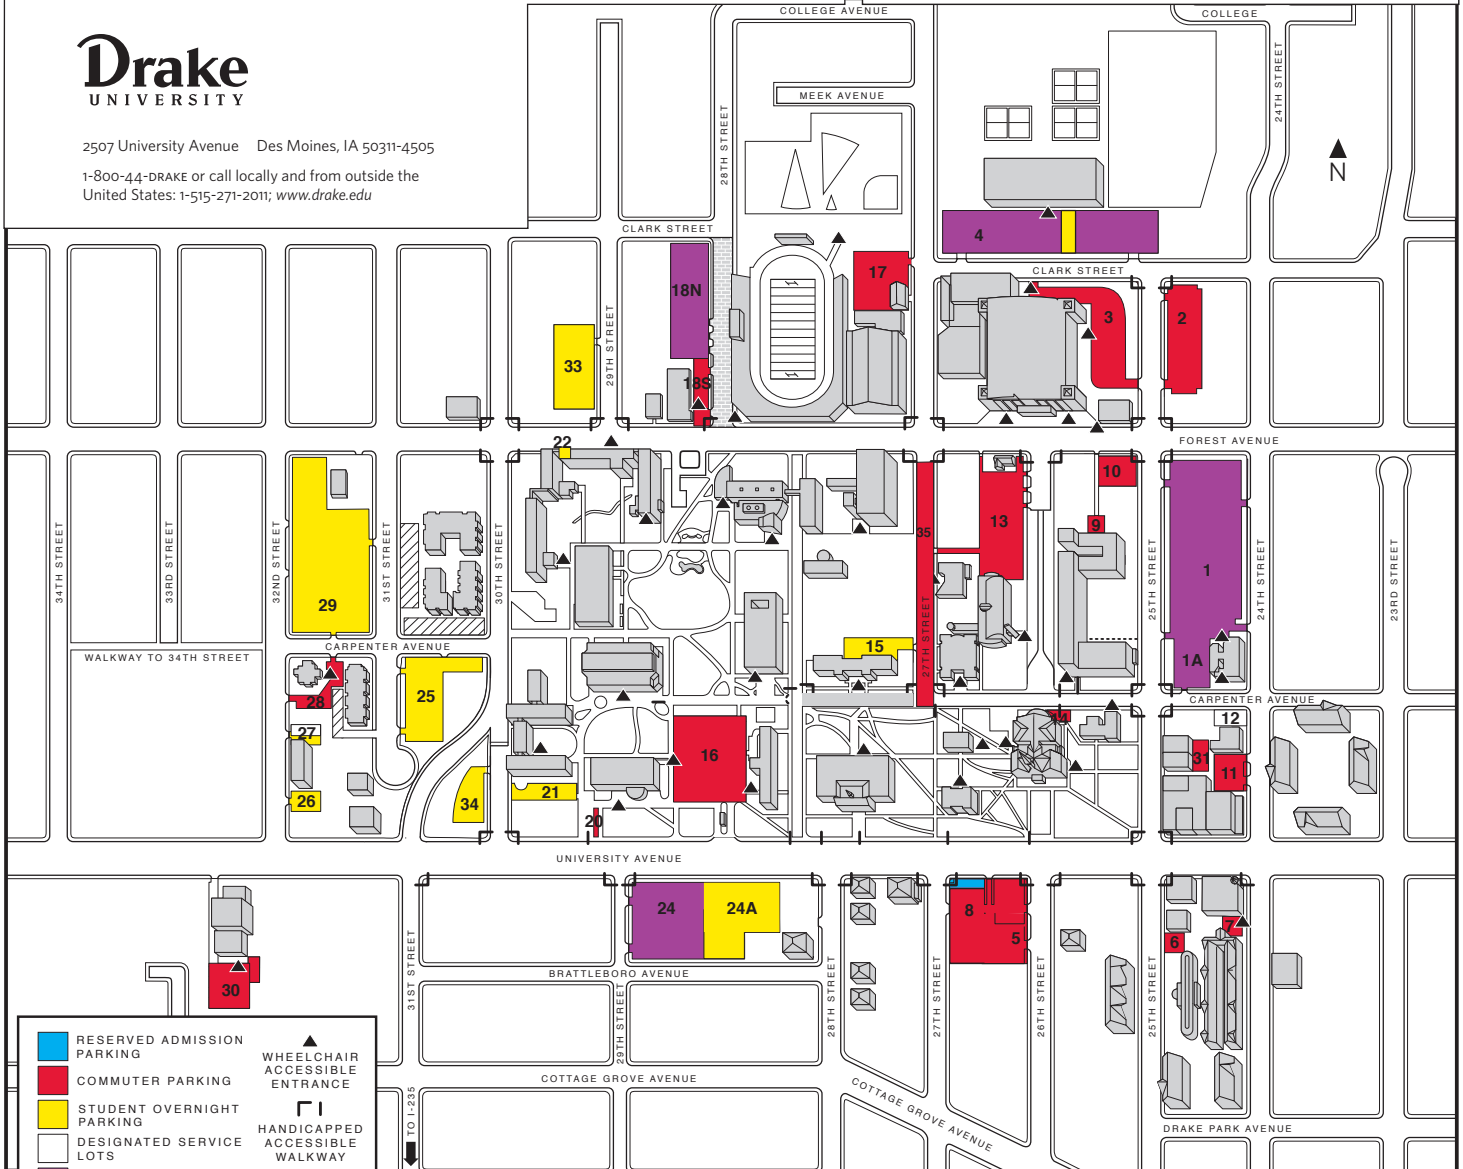 Drake
UNIVERSITY
2507 University Avenue Des Moines, IA 50311-4505
1-800-44-DRAKE or call locally and from outside the
United States: 1-515-271-2011; www.drake.edu
COLLEGE AVENUE
COLLEGE
MEEK AVENUE
28TH STREET
24TH STREET
N
CLARK STREET
4
CLARK STREET
18N
17
3
2
33
29TH STREET
18S
FOREST AVENUE
22
10
34TH STREET
33RD STREET
32ND STREET
31ST STREET
30TH STREET
35
13
9
25TH STREET
1
24TH STREET
23RD STREET
29
27TH STREET
CARPENTER AVENUE
WALKWAY TO 34TH STREET
15
1A
28
25
CARPENTER AVENUE
14
12
27
16
31
11
26
34
21
20
UNIVERSITY AVENUE
24
24A
8
5
7
6
31ST STREET
BRATTLEBORO AVENUE
29TH STREET
28TH STREET
27TH STREET
26TH STREET
25TH STREET
30
COTTAGE GROVE AVENUE
COTTAGE GROVE AVENUE
TO I-235
DRAKE PARK AVENUE
RESERVED ADMISSION
PARKING
COMMUTER PARKING
STUDENT OVERNIGHT
PARKING
DESIGNATED SERVICE
LOTS
WHEELCHAIR
ACCESSIBLE
ENTRANCE
HANDICAPPED
ACCESSIBLE
WALKWAY